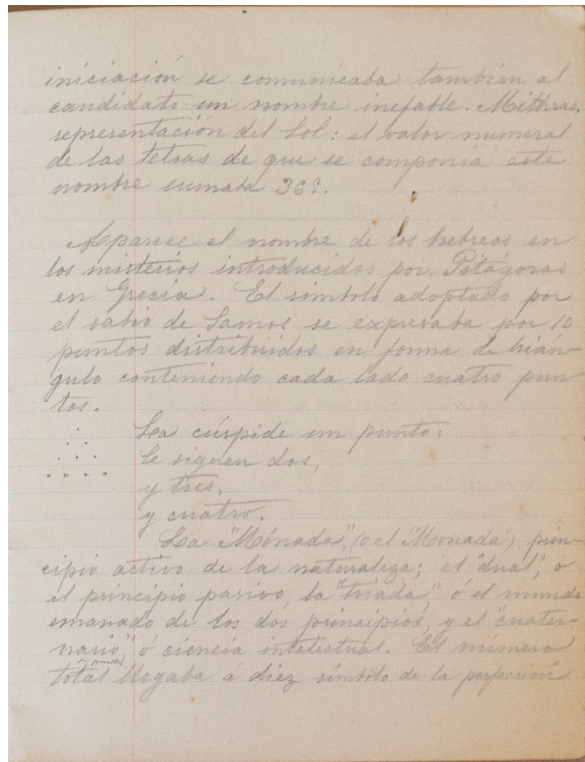 iniciación se comunicaba también al
candidato un nombre inefable. Mithras,
representación del Sol: el valor numeral
de las letras de que se componía este
nombre sumaba 365.
Aparece el nombre de los hebreos en
los misterios introducidos por Pitágoras
en Grecia. El símbolo adoptado por
el sabio de Samos se expresaba por 10
puntos distribuidos en forma de trián-
gulo conteniendo cada lado cuatro pun-
tos.
La cúspide un punto:
le siguen dos,
y tres,
y cuatro.
La "Mónada", (o el "Monada"), prin-
cipio activo de la naturaleza; el "dual", o
el principio pasivo, la "triada" ó el mundo
emanado de los dos principios, y el "cuater-
nario" ó ciencia intelectual. El número
total llegaba á diez símbolo de la perfección